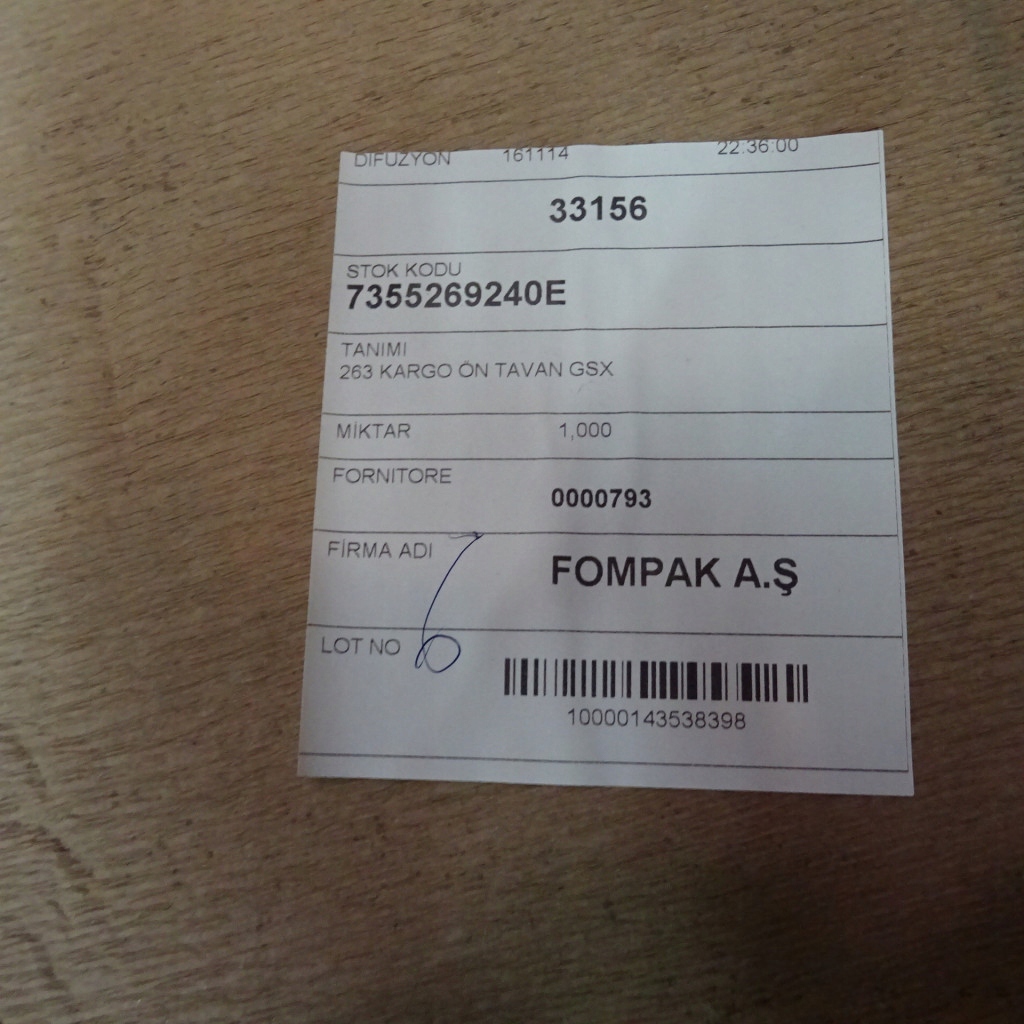 DIFUZYON 161114 22:36:00
33156
STOK KODU
7355269240E
TANIMI
263 KARGO ÖN TAVAN GSX
MİKTAR 1,000
FORNITORE
0000793
FİRMA ADI
FOMPAK A.Ş
LOT NO
6
10000143538398